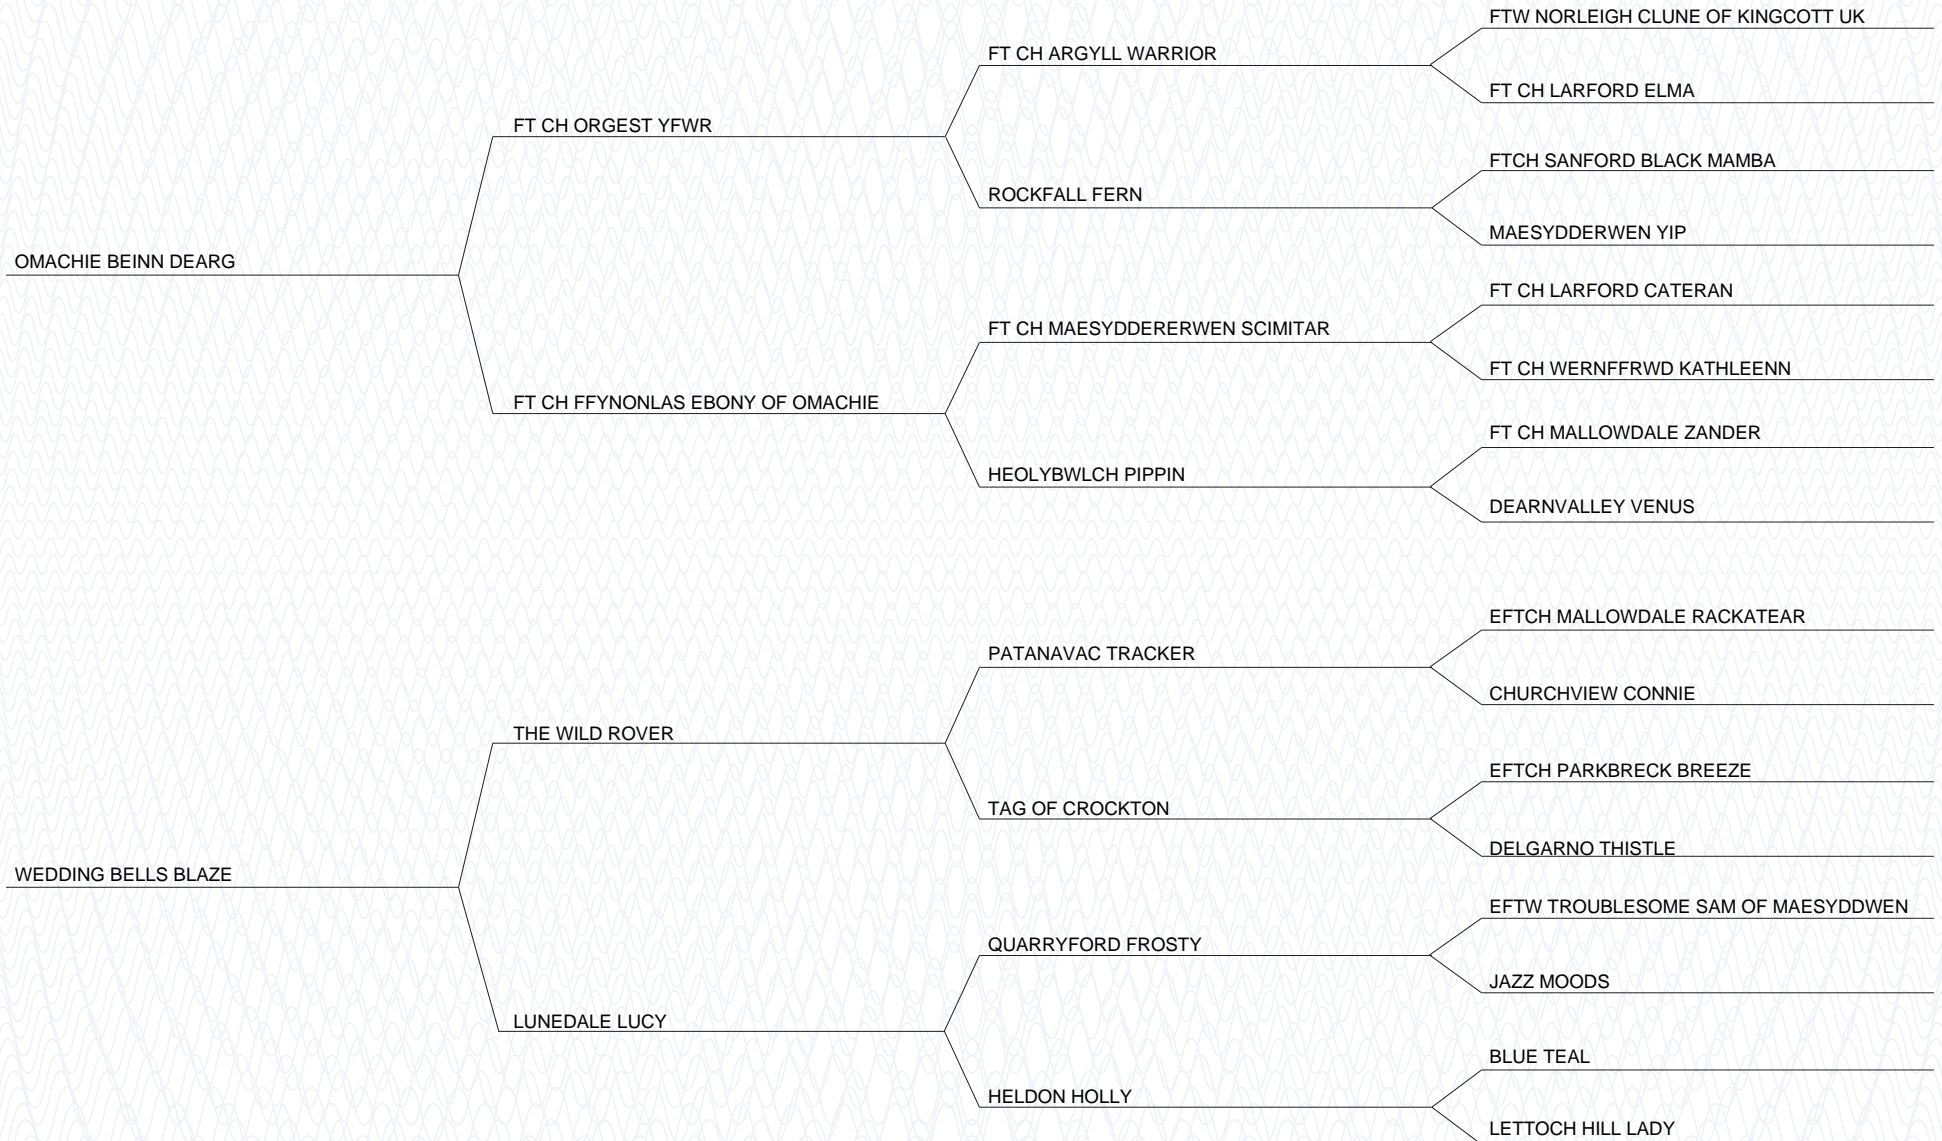 FTW NORLEIGH CLUNE OF KINGCOTT UK
FT CH ARGYLL WARRIOR
FT CH LARFORD ELMA
FT CH ORGEST YFWR
FTCH SANFORD BLACK MAMBA
ROCKFALL FERN
MAESYDDERWEN YIP
OMACHIE BEINN DEARG
FT CH LARFORD CATERAN
FT CH MAESYDDERERWEN SCIMITAR
FT CH WERNFFRWD KATHLEENN
FT CH FFYNONLAS EBONY OF OMACHIE
FT CH MALLOWDALE ZANDER
HEOLYBWLCH PIPPIN
DEARNVALLEY VENUS
EFTCH MALLOWDALE RACKATEAR
PATANAVAC TRACKER
CHURCHVIEW CONNIE
THE WILD ROVER
EFTCH PARKBRECK BREEZE
TAG OF CROCKTON
DELGARNO THISTLE
WEDDING BELLS BLAZE
EFTW TROUBLESOME SAM OF MAESYDDWEN
QUARRYFORD FROSTY
JAZZ MOODS
LUNEDALE LUCY
BLUE TEAL
HELDON HOLLY
LETTOCH HILL LADY